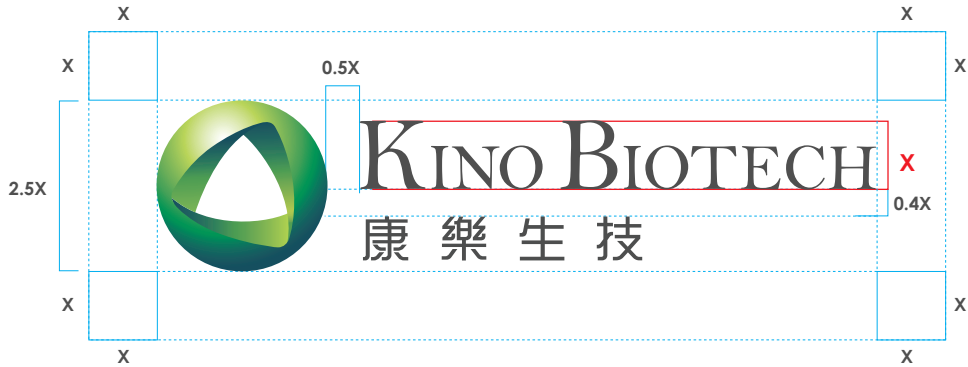 X X
X X
0.5X
KINO BIOTECH
X
2.5X
0.4X
康樂生技
X X
X X